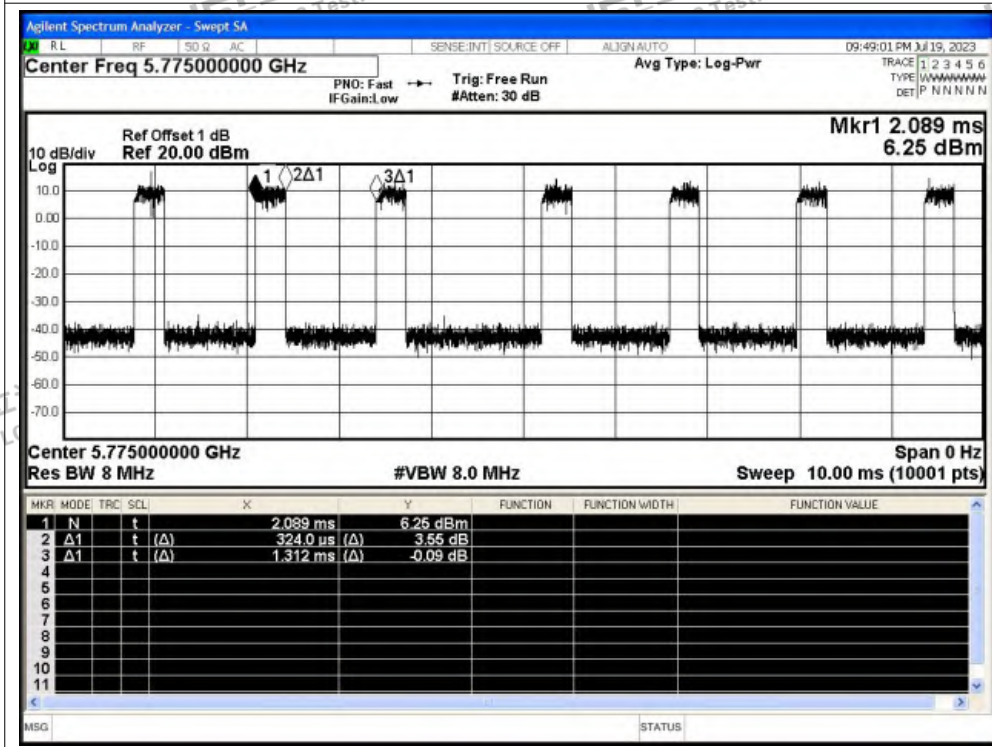 Agilent Spectrum Analyzer - Swept SA
RL RF 50 Ω AC SENSE:INT SOURCE OFF ALIGN AUTO 09:49:01 PM Jul 19, 2023
Center Freq 5.775000000 GHz
PNO: Fast
IFGain:Low
Trig: Free Run
#Atten: 30 dB
Avg Type: Log-Pwr
TRACE 1 2 3 4 5 6
TYPE W
DET P N N N N N
Mkr1 2.089 ms
6.25 dBm
Ref Offset 1 dB
10 dB/div Ref 20.00 dBm
Log
1 2Δ1 3Δ1
10.0
0.00
-10.0
-20.0
-30.0
-40.0
-50.0
-60.0
-70.0
Center 5.775000000 GHz Span 0 Hz
Res BW 8 MHz #VBW 8.0 MHz Sweep 10.00 ms (10001 pts)
MKR MODE TRC SCL X Y FUNCTION FUNCTION WIDTH FUNCTION VALUE
1 N t 2.089 ms 6.25 dBm
2 Δ1 t (Δ) 324.0 µs (Δ) 3.55 dB
3 Δ1 t (Δ) 1.312 ms (Δ) -0.09 dB
4
5
6
7
8
9
10
11
MSG STATUS